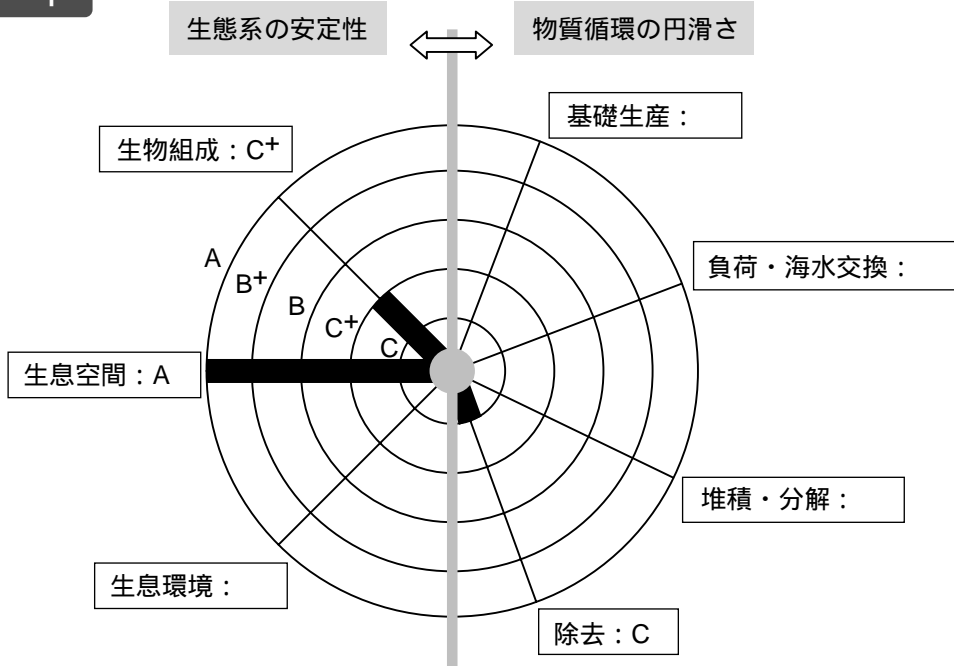 生態系の安定性
物質循環の円滑さ
基礎生産：
生物組成：C+
負荷・海水交換：
A
B+
B
C+
C
生息空間：A
堆積・分解：
生息環境：
除去：C